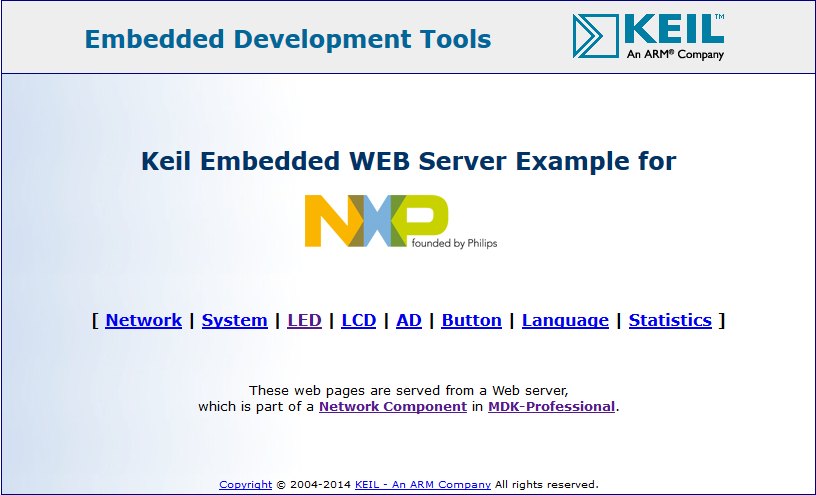 Embedded Development Tools
KEIL™
An ARM® Company
Keil Embedded WEB Server Example for
NXP
founded by Philips
[ Network | System | LED | LCD | AD | Button | Language | Statistics ]
These web pages are served from a Web server,
which is part of a Network Component in MDK-Professional.
Copyright © 2004-2014 KEIL - An ARM Company All rights reserved.